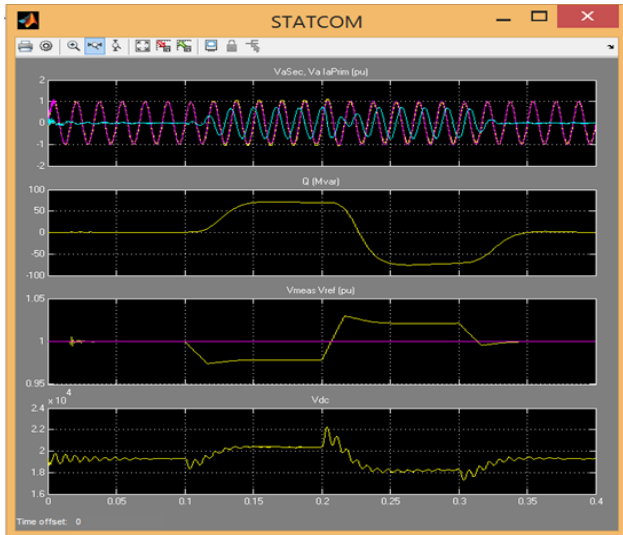 STATCOM
VaSec, Va IaPrim (pu)
2
1
0
-1
-2
Q (Mvar)
100
50
0
-50
-100
Vmeas Vref (pu)
1.05
1
0.95
x 10^4
Vdc
2.4
2.2
2
1.8
1.6
0 0.05 0.1 0.15 0.2 0.25 0.3 0.35 0.4
Time offset: 0